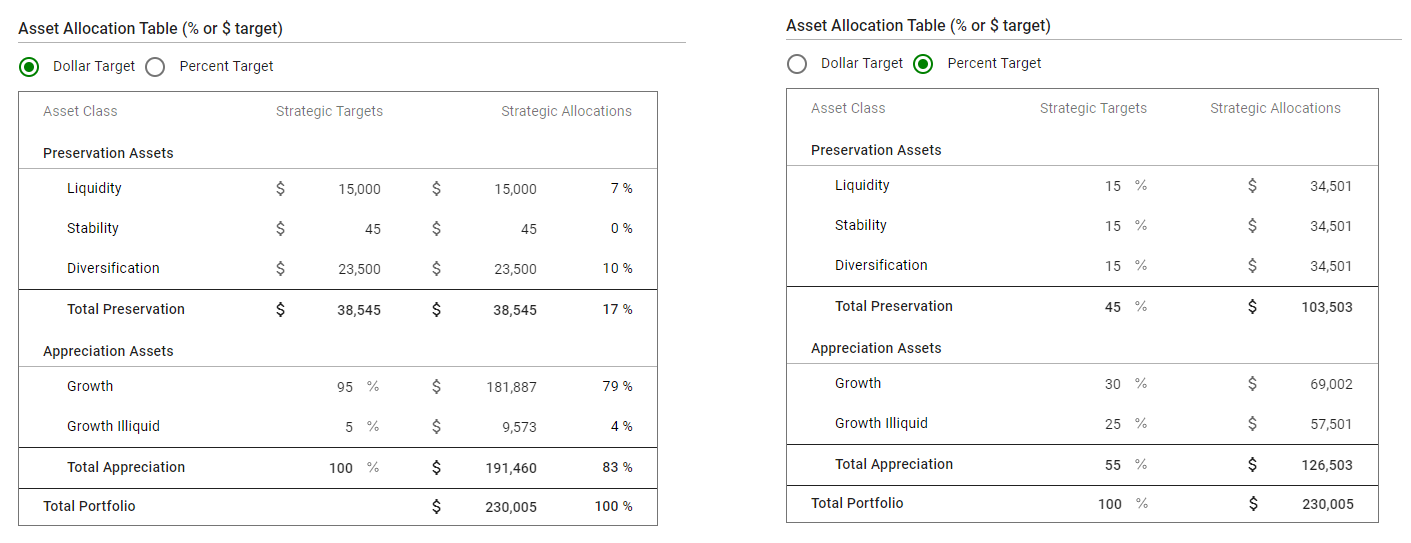 Asset Allocation Table (% or $ target)
Dollar Target Percent Target
Asset Class Strategic Targets Strategic Allocations
Preservation Assets
Liquidity $ 15,000 $ 15,000 7 %
Stability $ 45 $ 45 0 %
Diversification $ 23,500 $ 23,500 10 %
Total Preservation $ 38,545 $ 38,545 17 %
Appreciation Assets
Growth 95 % $ 181,887 79 %
Growth Illiquid 5 % $ 9,573 4 %
Total Appreciation 100 % $ 191,460 83 %
Total Portfolio $ 230,005 100 %
Asset Allocation Table (% or $ target)
Dollar Target Percent Target
Asset Class Strategic Targets Strategic Allocations
Preservation Assets
Liquidity 15 % $ 34,501
Stability 15 % $ 34,501
Diversification 15 % $ 34,501
Total Preservation 45 % $ 103,503
Appreciation Assets
Growth 30 % $ 69,002
Growth Illiquid 25 % $ 57,501
Total Appreciation 55 % $ 126,503
Total Portfolio 100 % $ 230,005